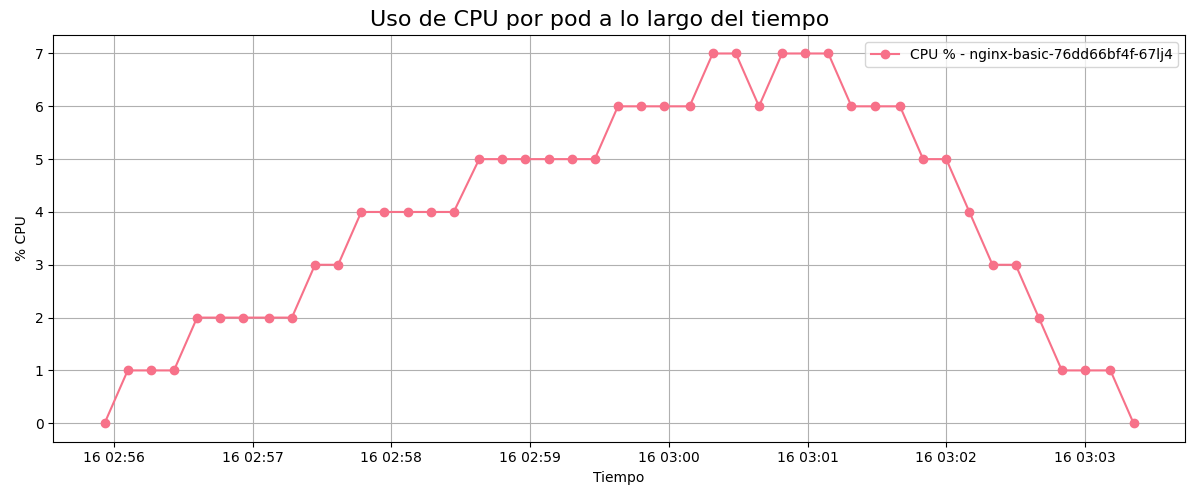 Uso de CPU por pod a lo largo del tiempo
CPU % - nginx-basic-76dd66bf4f-67lj4
7
6
5
4
3
2
1
0
% CPU
16 02:56 16 02:57 16 02:58 16 02:59 16 03:00 16 03:01 16 03:02 16 03:03
Tiempo